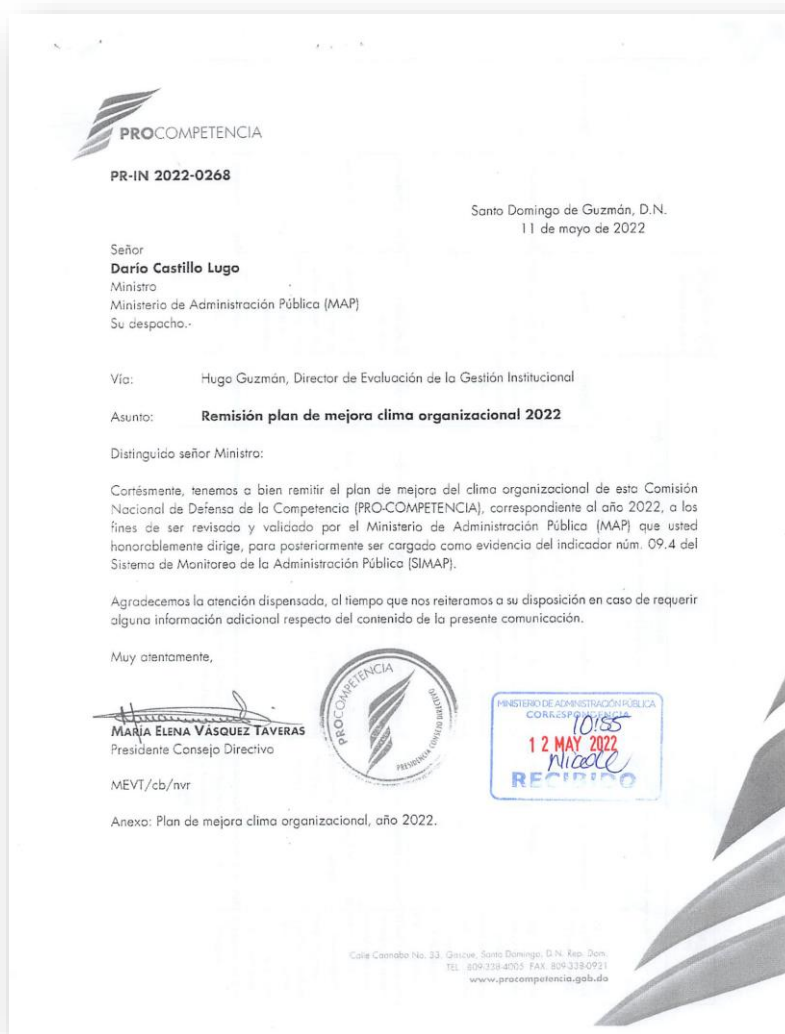 PROCOMPETENCIA
PR-IN 2022-0268
Santo Domingo de Guzmán, D.N.
11 de mayo de 2022
Señor
Darío Castillo Lugo
Ministro
Ministerio de Administración Pública (MAP)
Su despacho.-
Vía: Hugo Guzmán, Director de Evaluación de la Gestión Institucional
Asunto: Remisión plan de mejora clima organizacional 2022
Distinguido señor Ministro:
Cortésmente, tenemos a bien remitir el plan de mejora del clima organizacional de esta Comisión
Nacional de Defensa de la Competencia (PRO-COMPETENCIA), correspondiente al año 2022, a los
fines de ser revisado y validado por el Ministerio de Administración Pública (MAP) que usted
honorablemente dirige, para posteriormente ser cargado como evidencia del indicador núm. 09.4 del
Sistema de Monitoreo de la Administración Pública (SIMAP).
Agradecemos la atención dispensada, al tiempo que nos reiteramos a su disposición en caso de requerir
alguna información adicional respecto del contenido de la presente comunicación.
Muy atentamente,
PROCOMPETENCIA
PRESIDENCIA CONSEJO DIRECTIVO
MINISTERIO DE ADMINISTRACIÓN PÚBLICA
CORRESPONDENCIA
10:55
12 MAY 2022
Nicole
RECIBIDO
MARÍA ELENA VÁSQUEZ TAVERAS
Presidente Consejo Directivo
MEVT/cb/nvr
Anexo: Plan de mejora clima organizacional, año 2022.
Calle Caonabo No. 33, Gascue, Santo Domingo, D.N. Rep. Dom.
TEL. 809-338-4005 FAX. 809-338-0931
www.procompetencia.gob.do